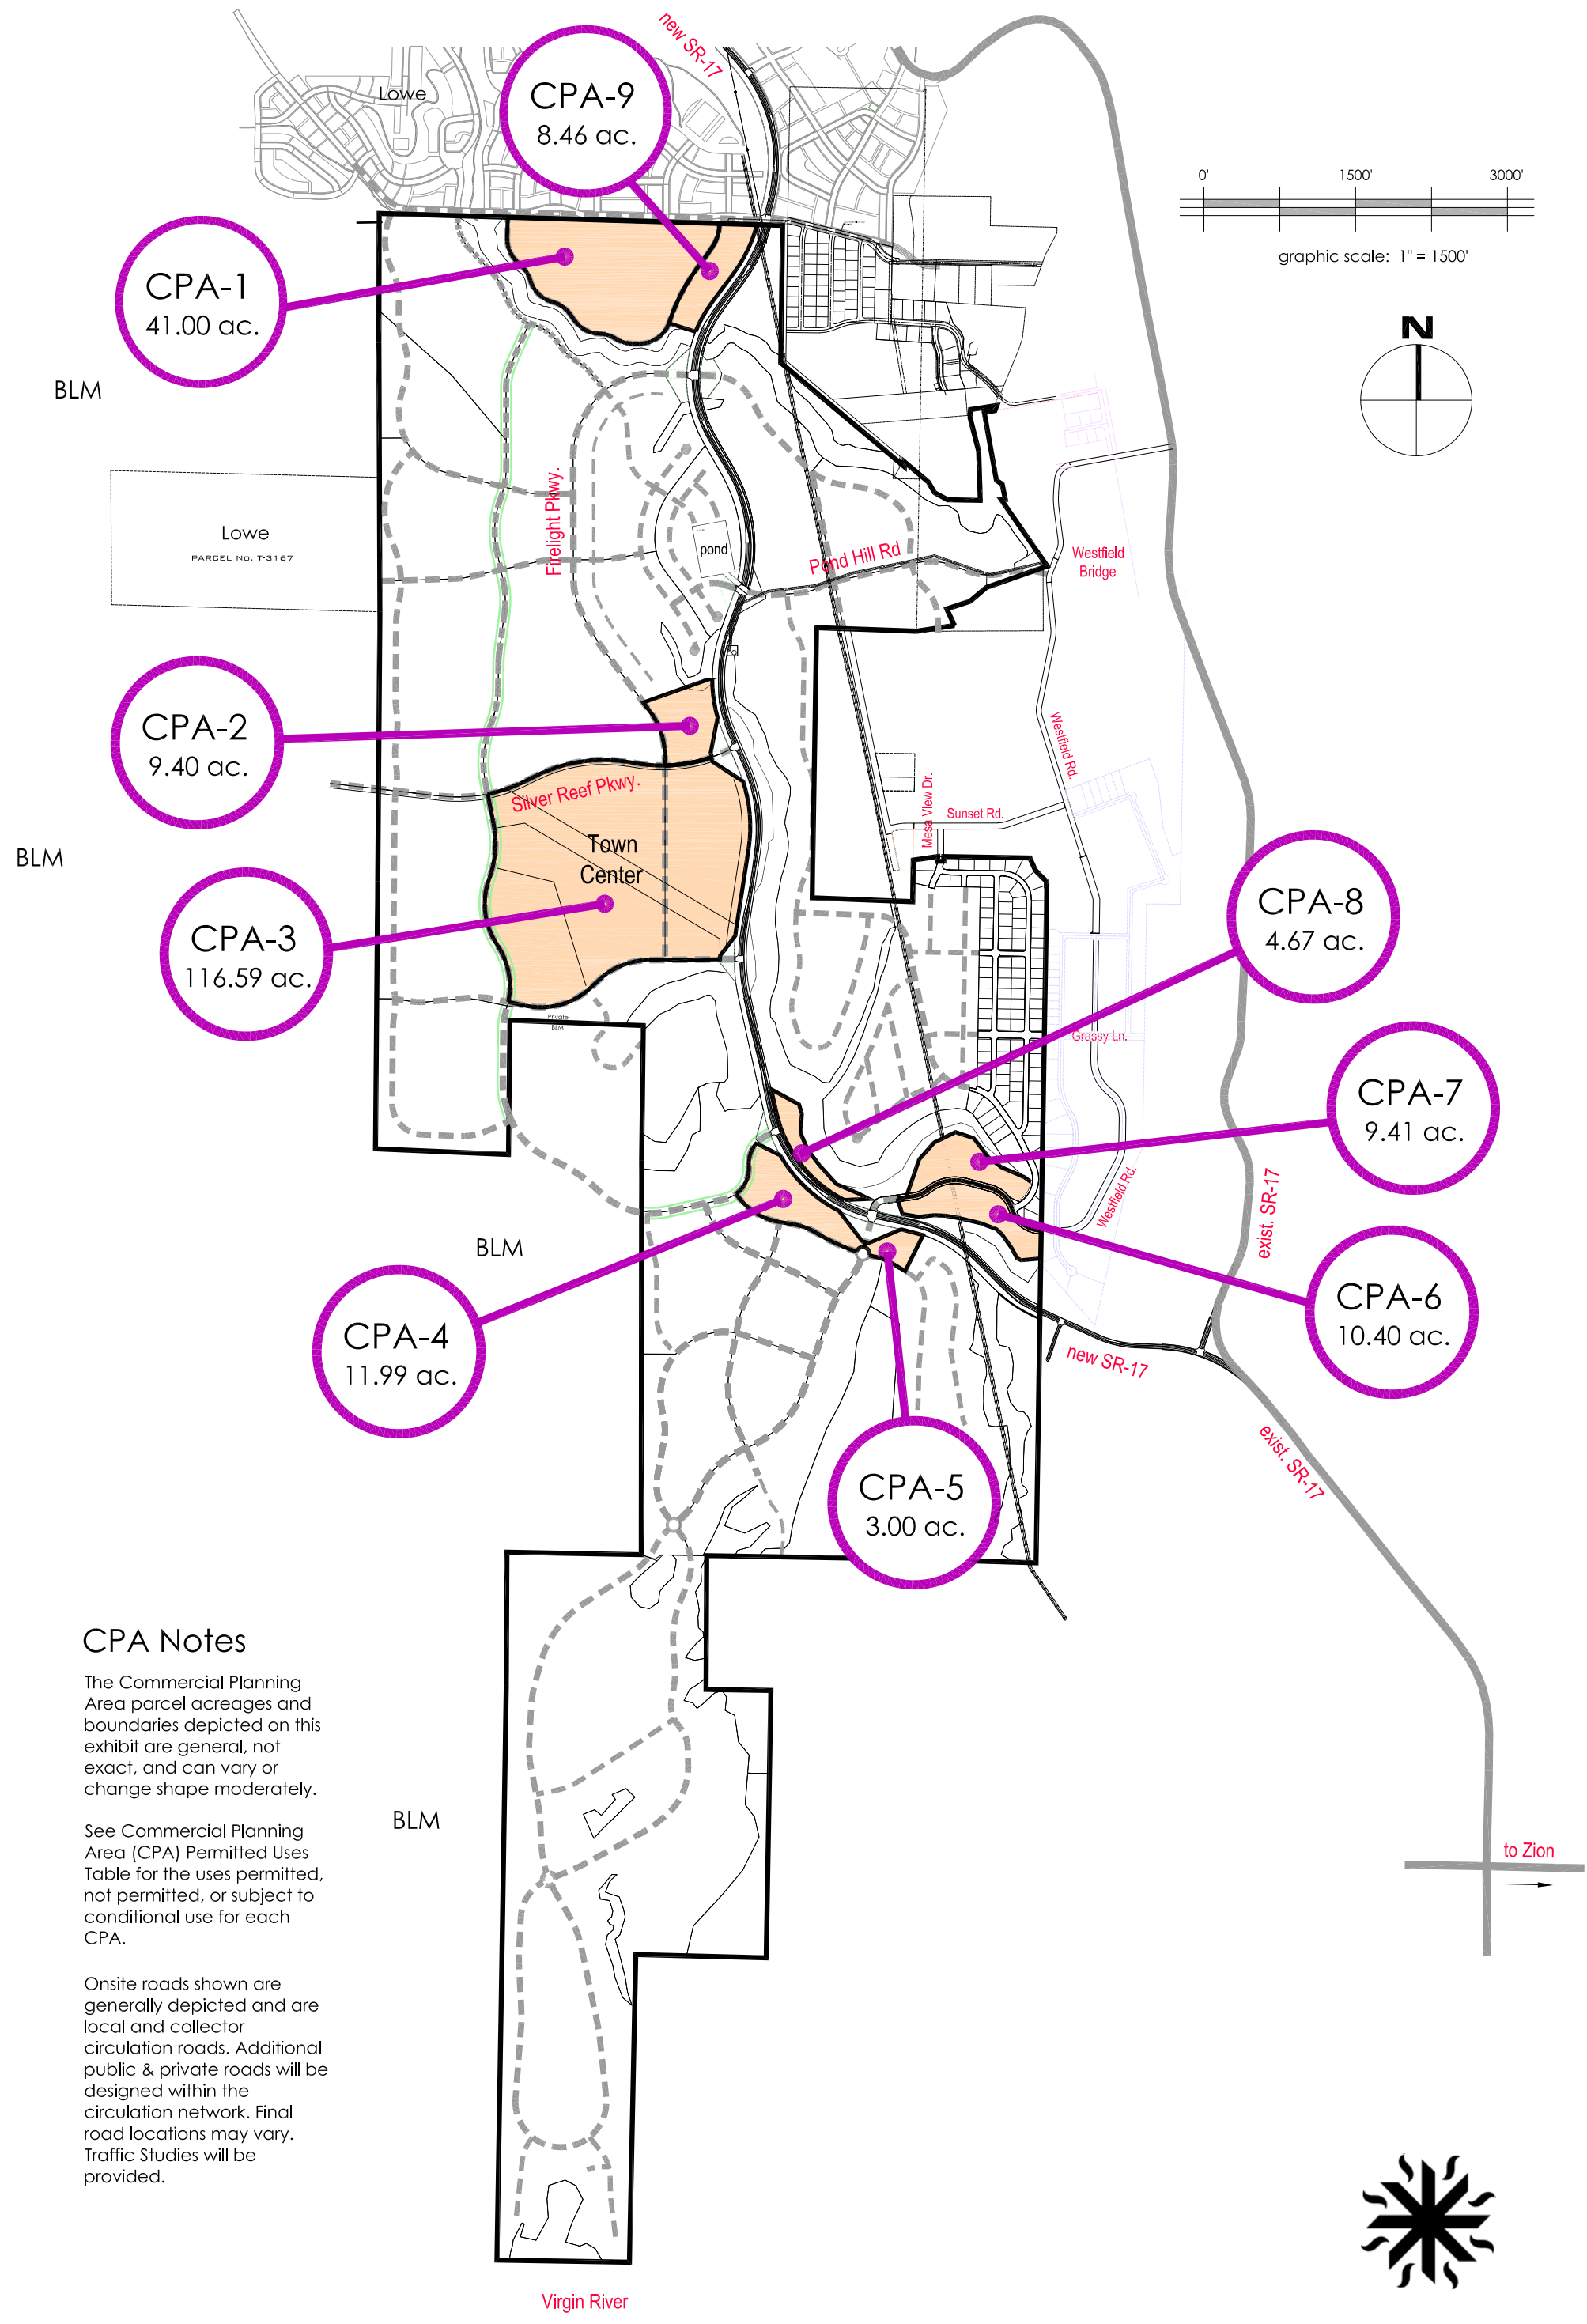 new SR-17
Lowe
CPA-9
8.46 ac.
0' 1500' 3000'
graphic scale: 1" = 1500'
N
CPA-1
41.00 ac.
BLM
Lowe
PARCEL No. T-3167
Firelight Pkwy.
pond
Pond Hill Rd
Westfield
Bridge
CPA-2
9.40 ac.
Westfield Rd.
Silver Reef Pkwy.
Mesa View Dr.
Sunset Rd.
BLM
Town
Center
CPA-8
4.67 ac.
CPA-3
116.59 ac.
Private
BLM
Grassy Ln.
CPA-7
9.41 ac.
Westfield Rd.
exist. SR-17
BLM
CPA-6
10.40 ac.
CPA-4
11.99 ac.
new SR-17
exist. SR-17
CPA-5
3.00 ac.
CPA Notes
The Commercial Planning
Area parcel acreages and
boundaries depicted on this
exhibit are general, not
exact, and can vary or
change shape moderately.
See Commercial Planning
Area (CPA) Permitted Uses
Table for the uses permitted,
not permitted, or subject to
conditional use for each
CPA.
Onsite roads shown are
generally depicted and are
local and collector
circulation roads. Additional
public & private roads will be
designed within the
circulation network. Final
road locations may vary.
Traffic Studies will be
provided.
BLM
to Zion
Virgin River